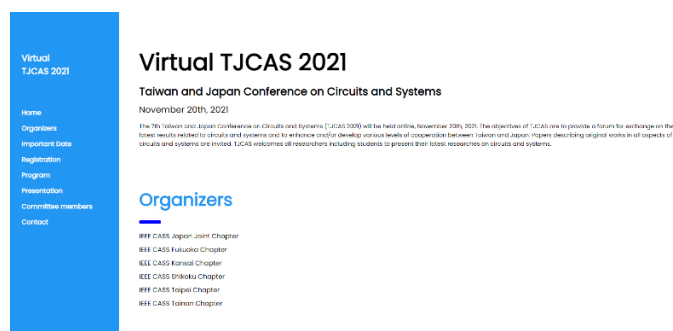 Virtual
TJCAS 2021
Home
Organizers
Important Date
Registration
Program
Presentation
Committee members
Contact
Virtual TJCAS 2021
Taiwan and Japan Conference on Circuits and Systems
November 20th, 2021
The 7th Taiwan and Japan Conference on Circuits and Systems (TJCAS 2021) will be held online, November 20th, 2021. The objectives of TJCAS are to provide a forum for exchange on the
latest results related to circuits and systems and to enhance and/or develop various levels of cooperation between Taiwan and Japan. Papers describing original works in all aspects of
circuits and systems are invited. TJCAS welcomes all researchers including students to present their latest researches on circuits and systems.
Organizers
IEEE CASS Japan Joint Chapter
IEEE CASS Fukuoka Chapter
IEEE CASS Kansai Chapter
IEEE CASS Shikoku Chapter
IEEE CASS Taipei Chapter
IEEE CASS Tainan Chapter